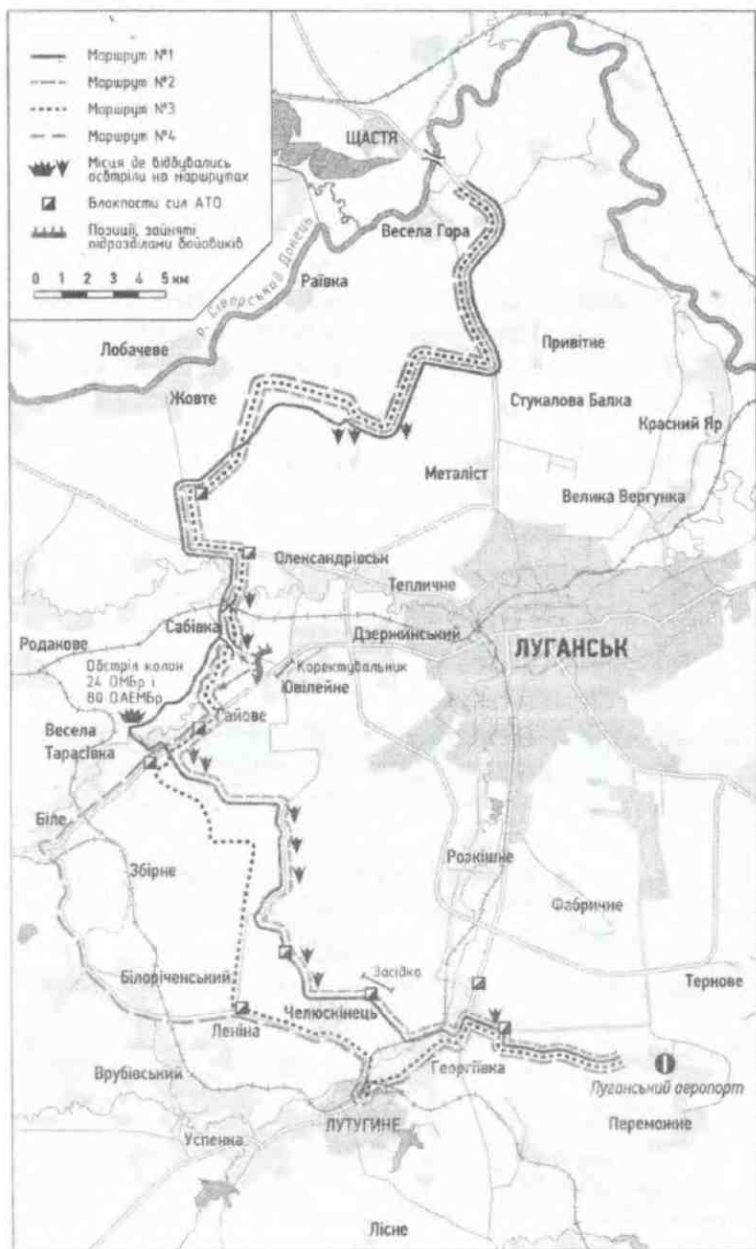 Маршрут №1
Маршрут №2
Маршрут №3
Маршрут №4
Місця де відбувались
обстріли на маршрутах
Блокпости сил АТО
Позиції, зайняті
підрозділами бойовиків
0 1 2 3 4 5 км
ЩАСТЯ
Весела Гора
р. Сіверський Донець
Раївка
Лобачеве
Привітне
Жовте
Стукалова Балка
Красний Яр
Металіст
Велика Вергунка
Олександрівськ
Тепличне
Сабівка
Дзержинський
Родакове
ЛУГАНСЬК
Обстріл колон
24 ОМБр і
80 ОАЕМБр
Коректувальник
Ювілейне
Гайове
Весела
Тарасівка
Біле
Розкішне
Збірне
Фабричне
Білоріченський
Засідка
Тернове
Челюскінець
Леніна
Врубівський
Георгіївка
Луганський аеропорт
ЛУТУГИНЕ
Переможне
Успенка
Лісне